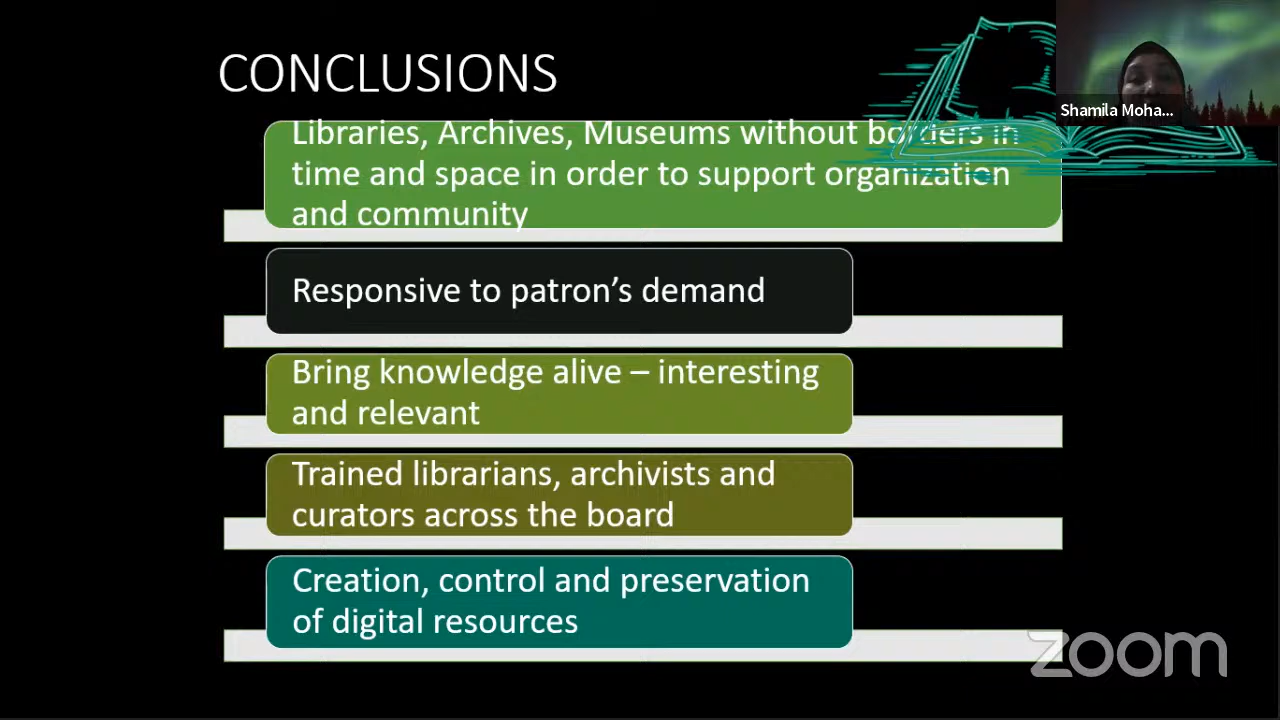 CONCLUSIONS
Shamila Moha...
Libraries, Archives, Museums without borders in
time and space in order to support organization
and community
Responsive to patron’s demand
Bring knowledge alive – interesting
and relevant
Trained librarians, archivists and
curators across the board
Creation, control and preservation
of digital resources
zoom